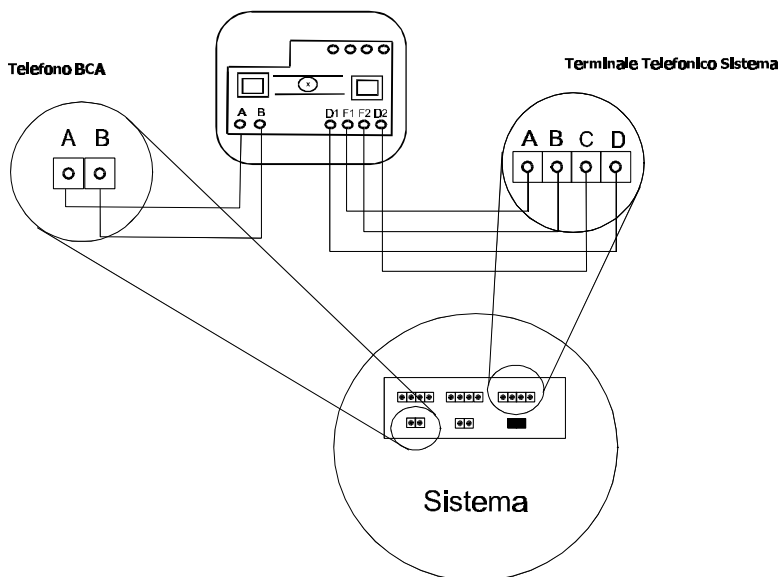 Telefono BCA
Terminale Telefonico Sistema
A B
x
A B D1 F1 F2 D2
A B C D
Sistema